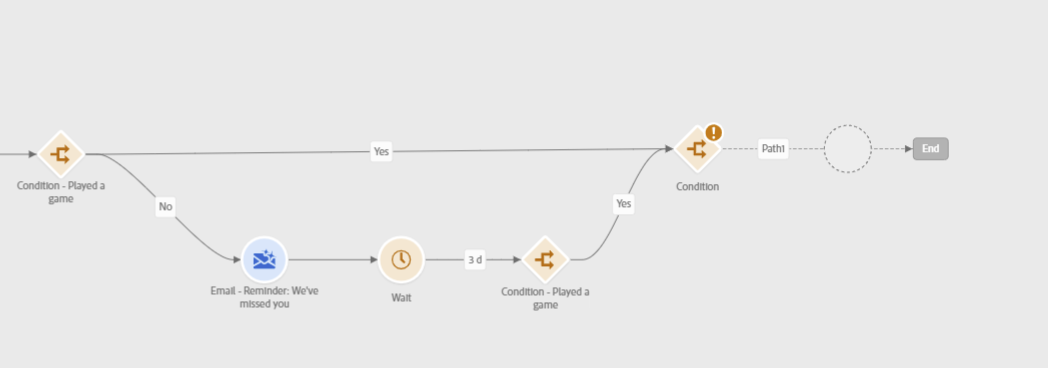 Yes
Path1
End
Condition - Played a
game
Condition
No
Yes
3 d
Email - Reminder: We've
missed you
Wait
Condition - Played a
game